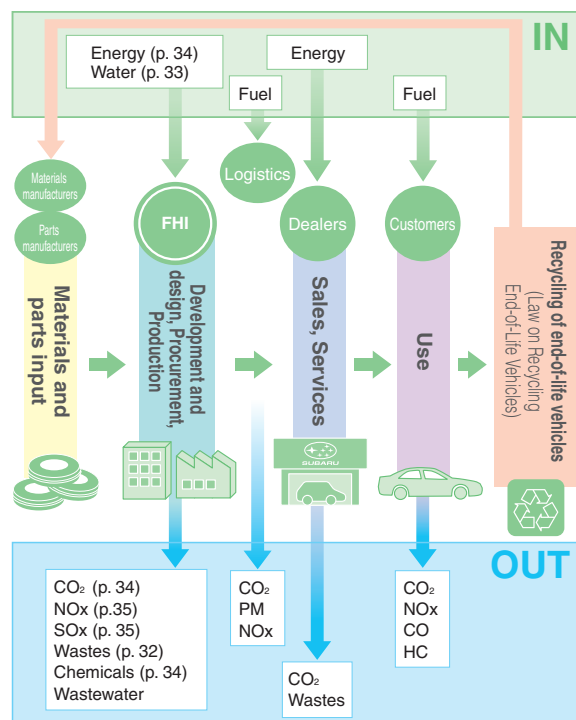 IN
Energy (p. 34)
Water (p. 33)
Energy
Fuel
Fuel
Materials
manufacturers
Parts
manufacturers
FHI
Logistics
Dealers
Customers
Materials and
parts input
Development and
design, Procurement,
Production
Sales, Services
Use
Recycling of end-of-life vehicles
(Law on Recycling
End-of-Life Vehicles)
SUBARU
OUT
CO₂ (p. 34)
NOx (p.35)
SOx (p. 35)
Wastes (p. 32)
Chemicals (p. 34)
Wastewater
CO₂
PM
NOx
CO₂
Wastes
CO₂
NOx
CO
HC